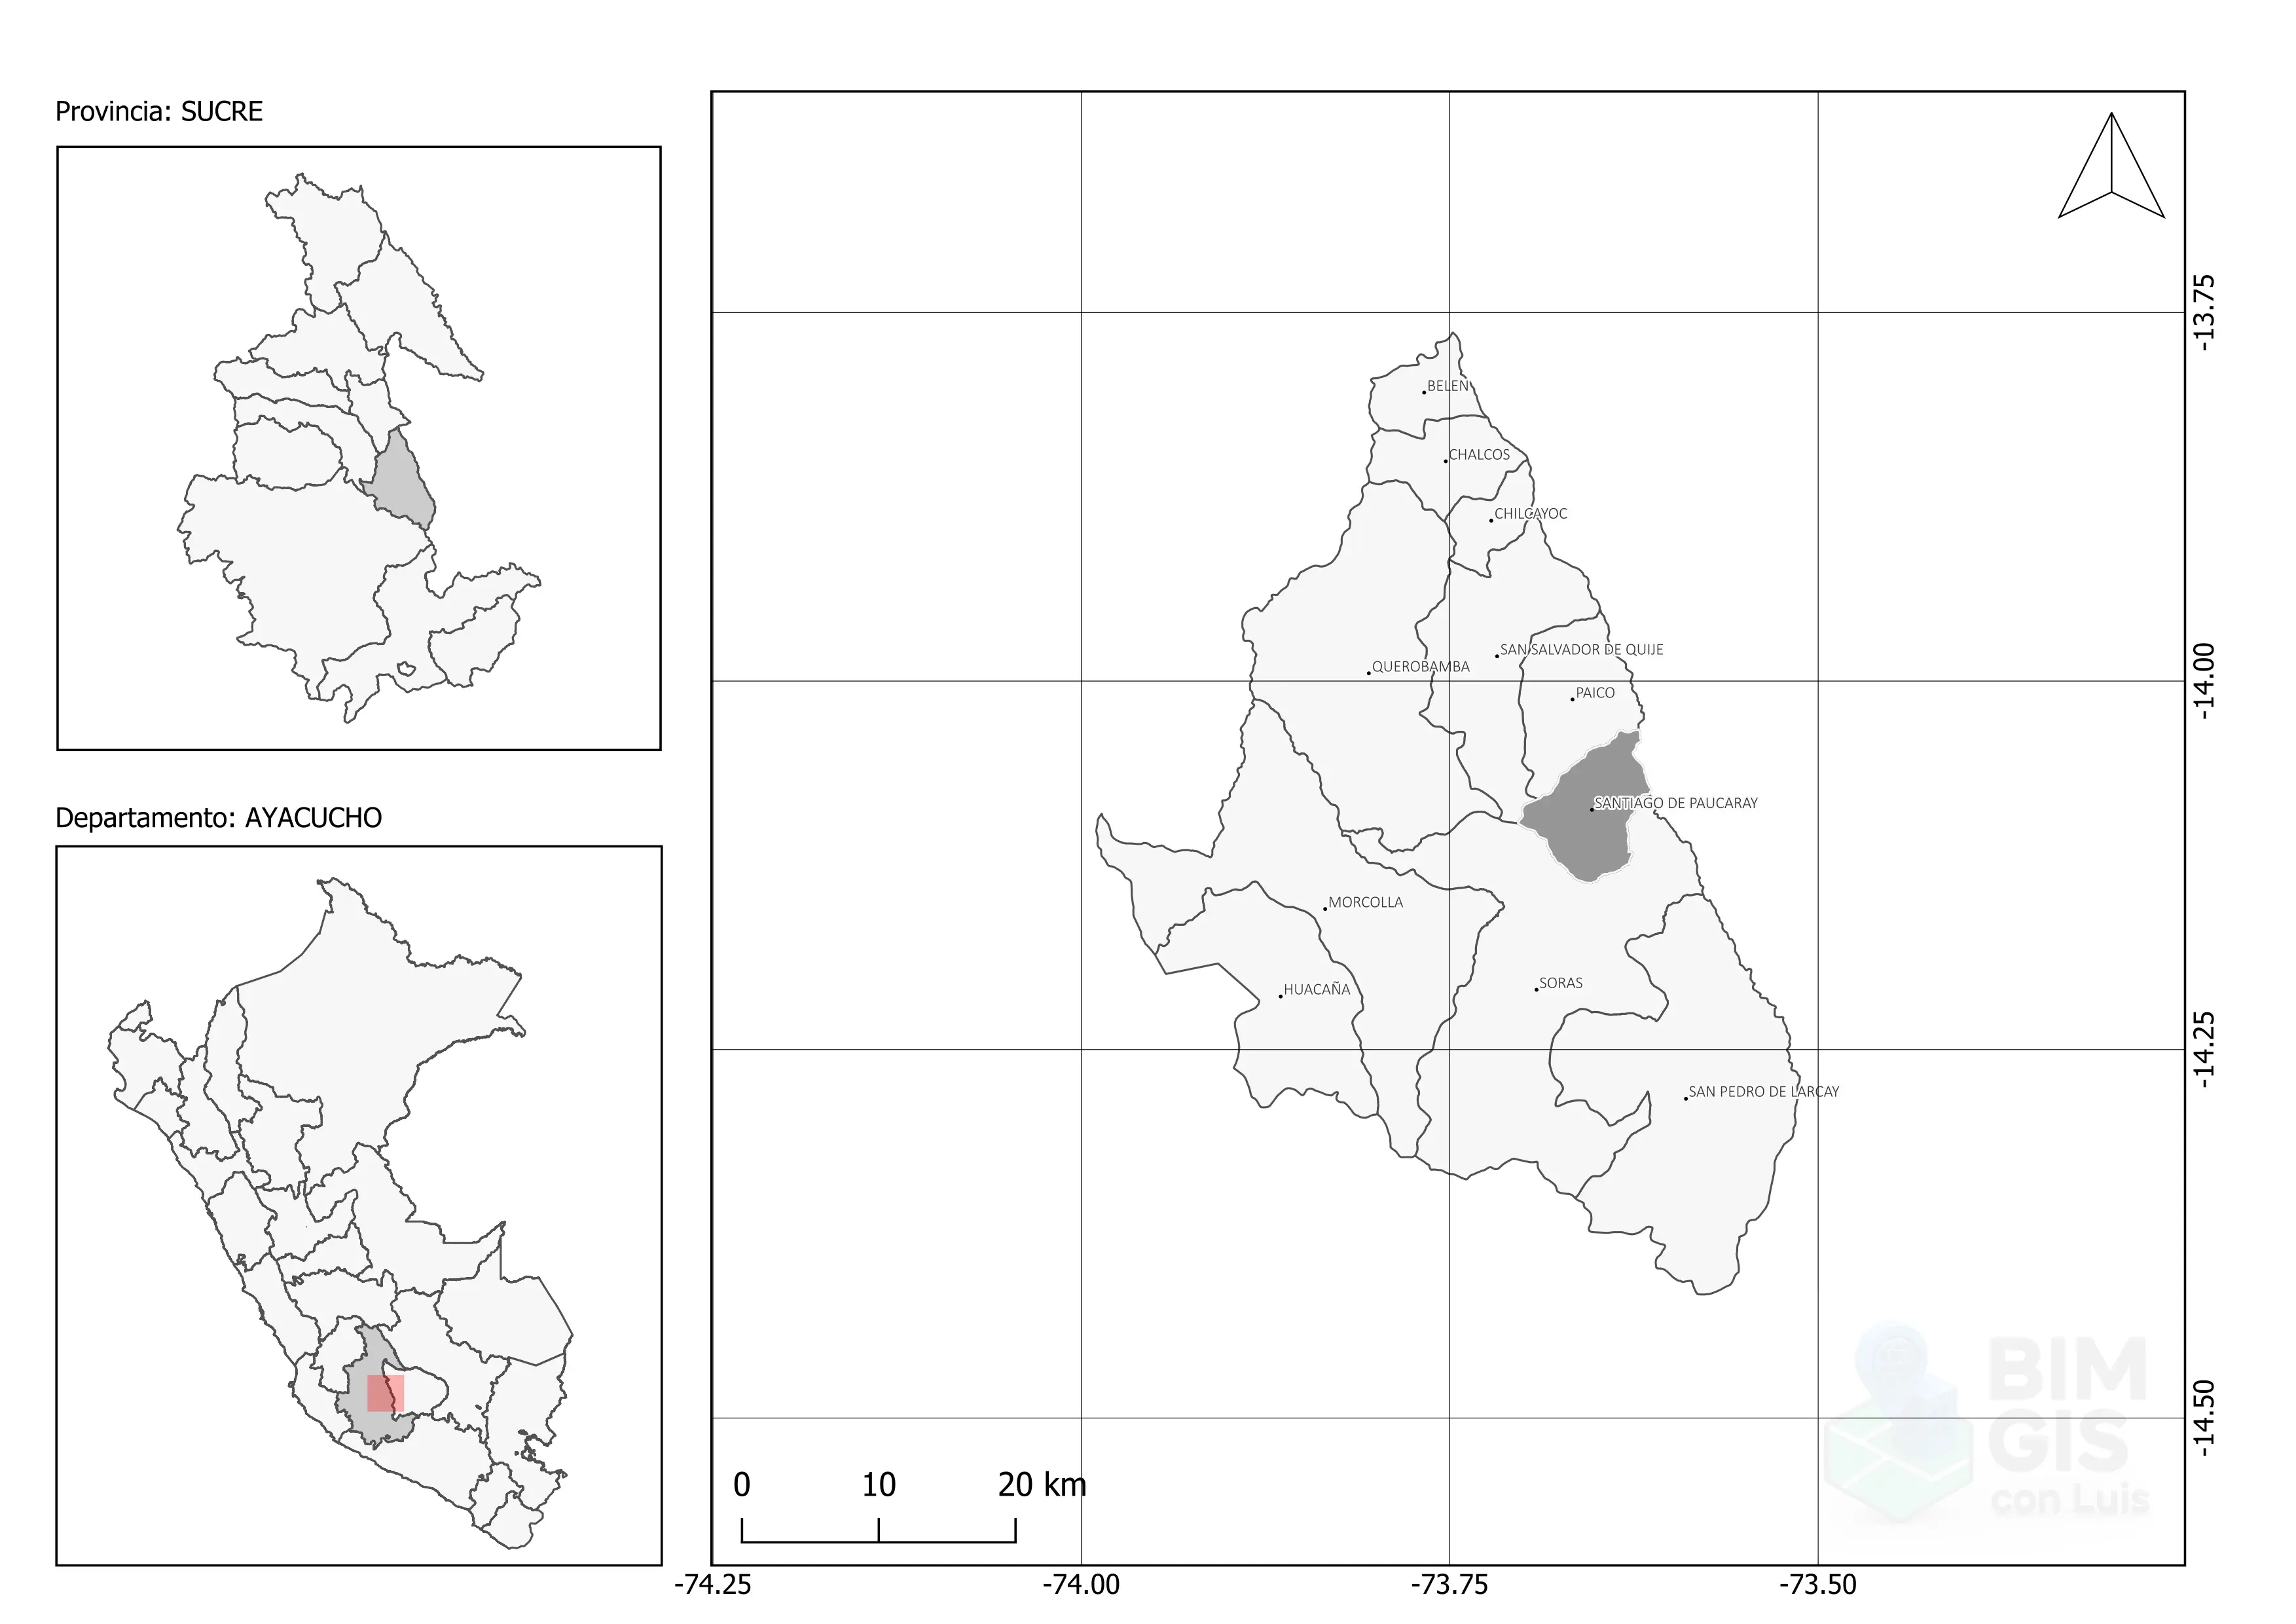 Provincia: SUCRE
Departamento: AYACUCHO
BELEN
CHALCOS
CHILCAYOC
SAN SALVADOR DE QUIJE
QUEROBAMBA
PAICO
SANTIAGO DE PAUCARAY
MORCOLLA
SORAS
HUACAÑA
SAN PEDRO DE LARCAY
-13.75
-14.00
-14.25
-14.50
BIM
GIS
con Luis
0 10 20 km
-74.25 -74.00 -73.75 -73.50